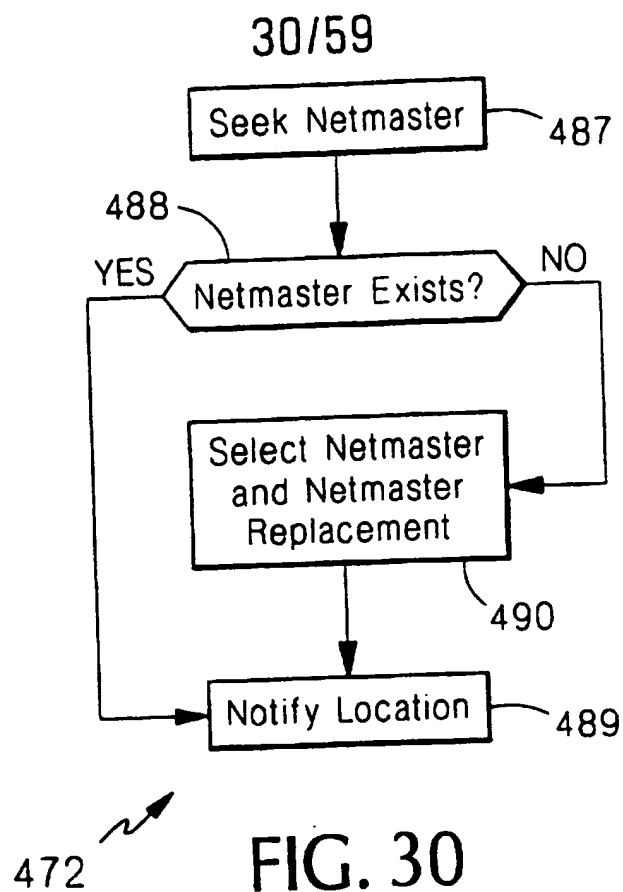 30/59
Seek Netmaster
487
488
YES
NO
Netmaster Exists?
Select Netmaster
and Netmaster
Replacement
490
Notify Location
489
472
FIG. 30